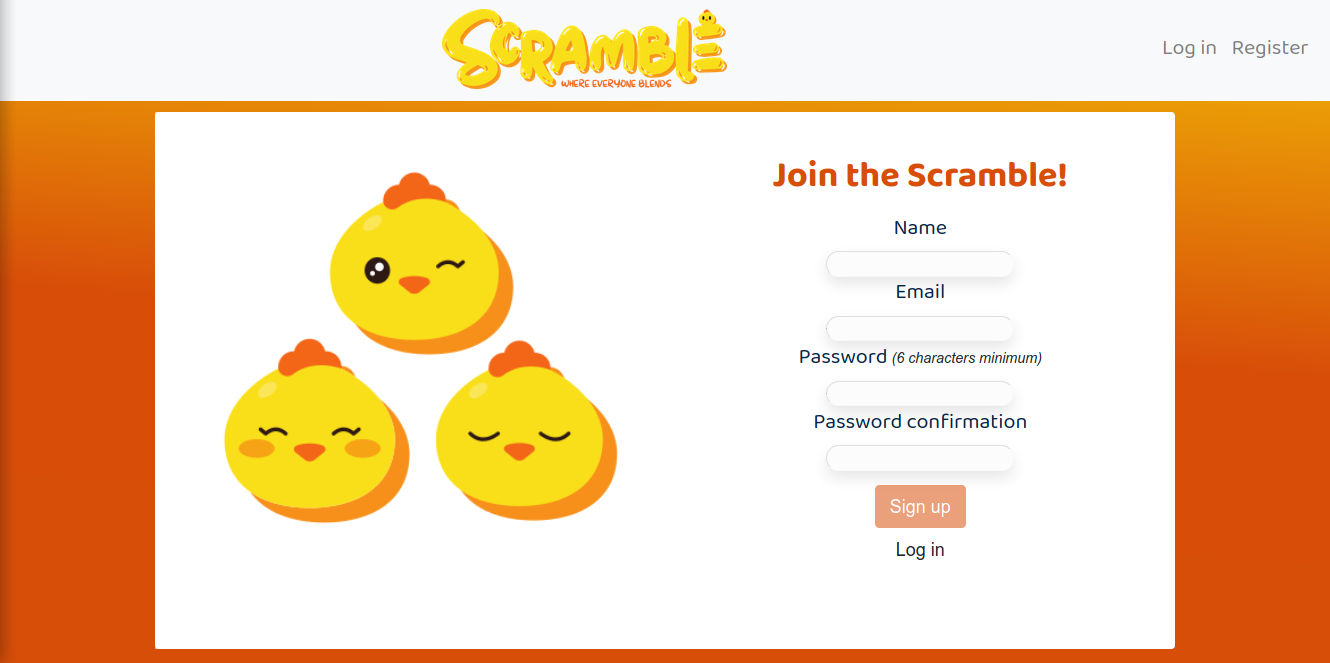 SCRAMBLE
WHERE EVERYONE BLENDS
Log in Register
Join the Scramble!
Name
Email
Password (6 characters minimum)
Password confirmation
Sign up
Log in